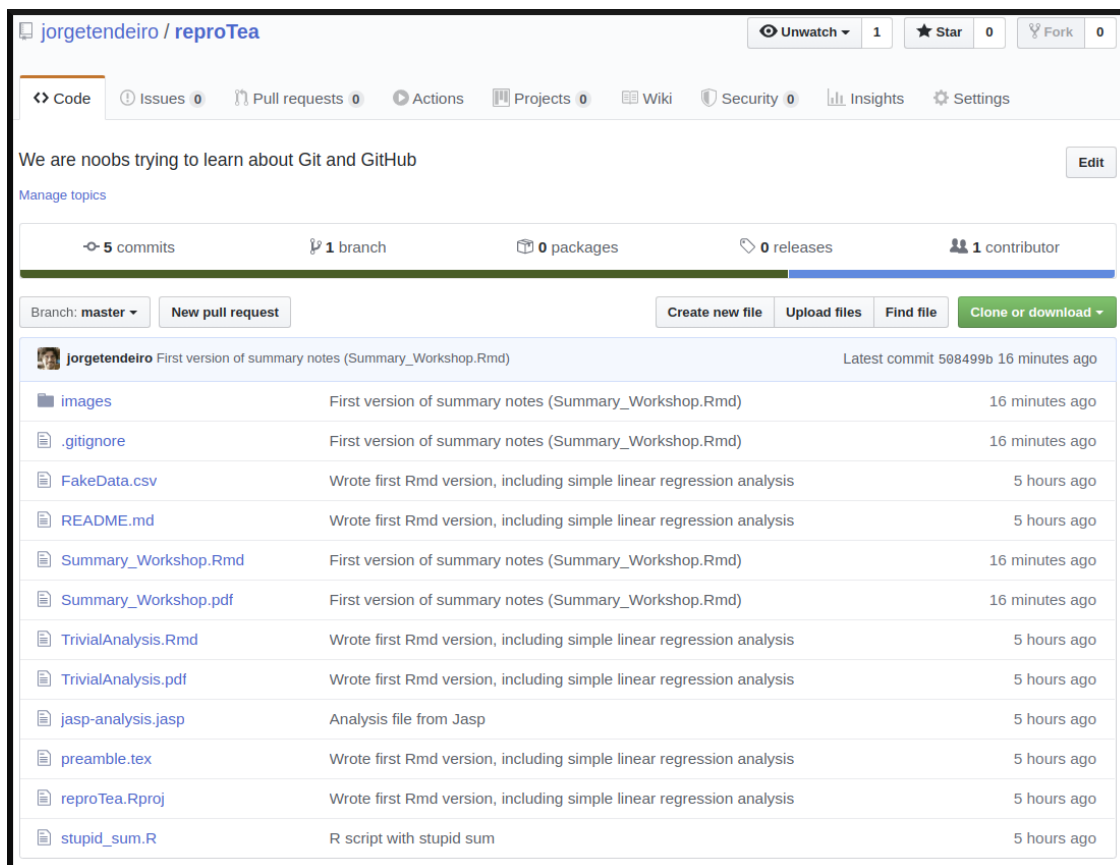 jorgetendeiro / reproTea Unwatch 1 Star 0 Fork 0
Code Issues 0 Pull requests 0 Actions Projects 0 Wiki Security 0 Insights Settings
We are noobs trying to learn about Git and GitHub Edit
Manage topics
5 commits 1 branch 0 packages 0 releases 1 contributor
Branch: master New pull request Create new file Upload files Find file Clone or download
jorgetendeiro First version of summary notes (Summary_Workshop.Rmd) Latest commit 508499b 16 minutes ago
images First version of summary notes (Summary_Workshop.Rmd) 16 minutes ago
.gitignore First version of summary notes (Summary_Workshop.Rmd) 16 minutes ago
FakeData.csv Wrote first Rmd version, including simple linear regression analysis 5 hours ago
README.md Wrote first Rmd version, including simple linear regression analysis 5 hours ago
Summary_Workshop.Rmd First version of summary notes (Summary_Workshop.Rmd) 16 minutes ago
Summary_Workshop.pdf First version of summary notes (Summary_Workshop.Rmd) 16 minutes ago
TrivialAnalysis.Rmd Wrote first Rmd version, including simple linear regression analysis 5 hours ago
TrivialAnalysis.pdf Wrote first Rmd version, including simple linear regression analysis 5 hours ago
jasp-analysis.jasp Analysis file from Jasp 5 hours ago
preamble.tex Wrote first Rmd version, including simple linear regression analysis 5 hours ago
reproTea.Rproj Wrote first Rmd version, including simple linear regression analysis 5 hours ago
stupid_sum.R R script with stupid sum 5 hours ago